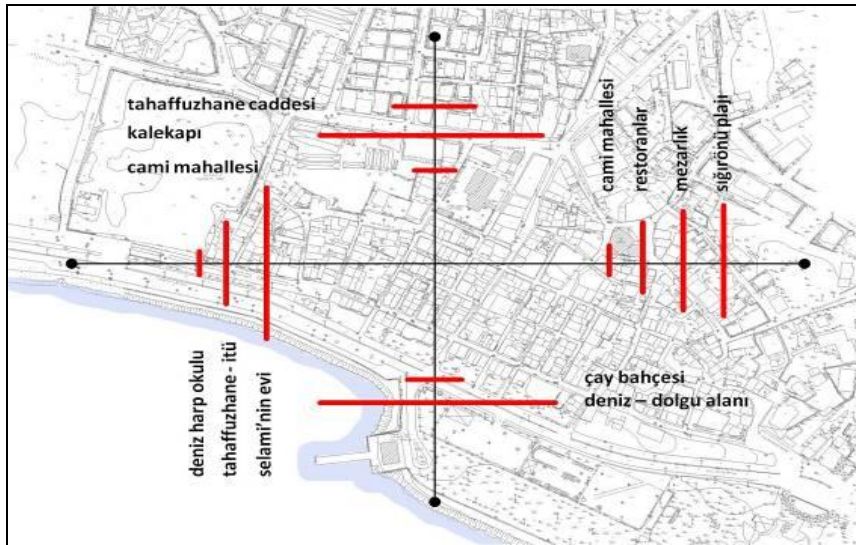 tahaffuzhane caddesi
kalekapı
cami mahallesi
cami mahallesi
restoranlar
mezarlık
sığırönü plajı
deniz harp okulu
tahaffuzhane - itü
selami'nin evi
çay bahçesi
deniz – dolgu alanı